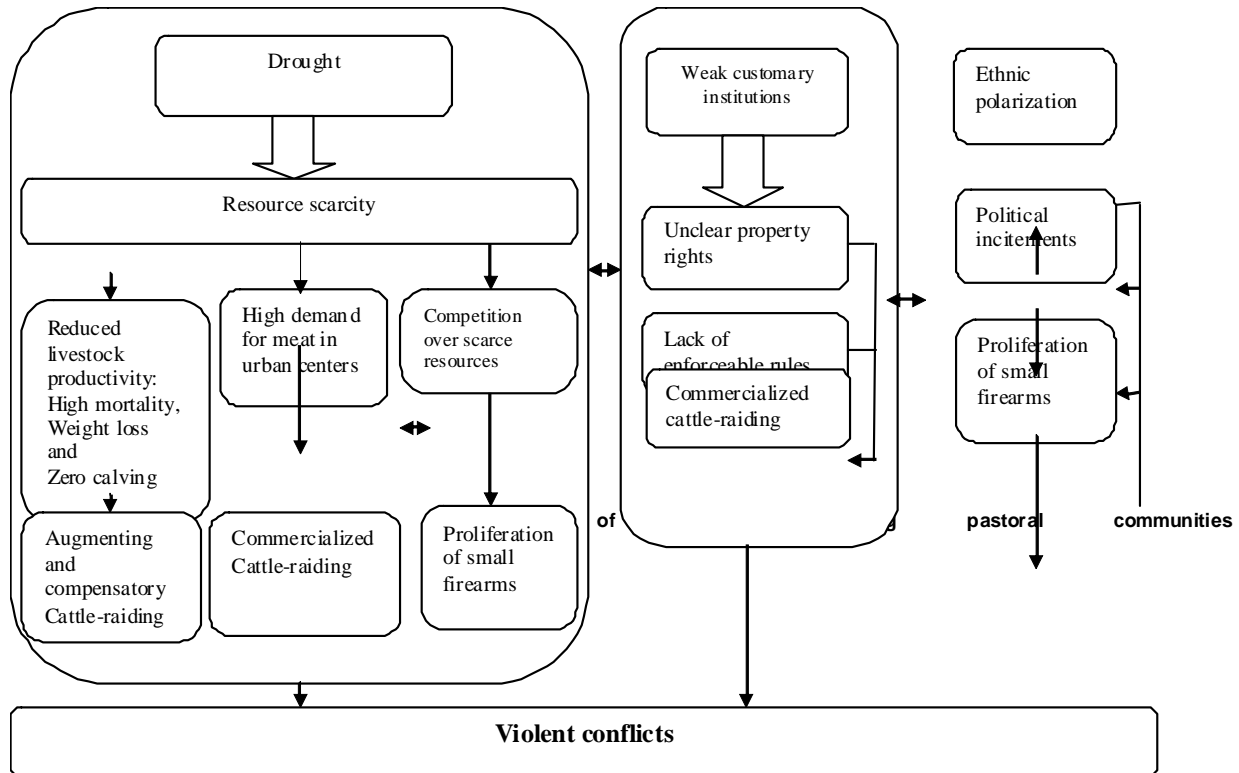 Drought
Resource scarcity
Reduced
livestock
productivity:
High mortality,
Weight loss
and
Zero calving
High demand
for meat in
urban centers
Competition
over scarce
resources
Augmenting
and
compensatory
Cattle-raiding
Commercialized
Cattle-raiding
Proliferation
of small
firearms
Weak customary
institutions
Unclear property
rights
Lack of
enforceable rules
Commercialized
cattle-raiding
Ethnic
polarization
Political
incitements
Proliferation
of small
firearms
of pastoral communities
Violent conflicts